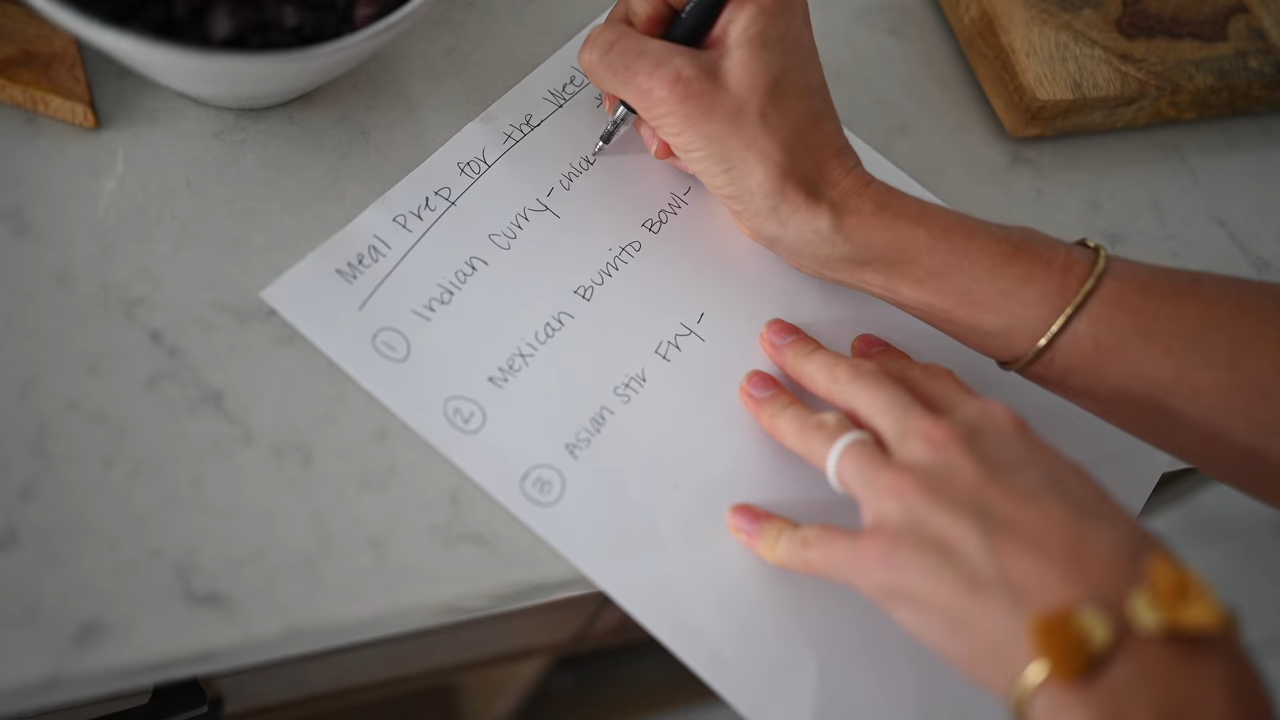 Meal Prep for the Week
① Indian Curry - chick
② Mexican Burrito Bowl-
③ Asian Stir Fry-